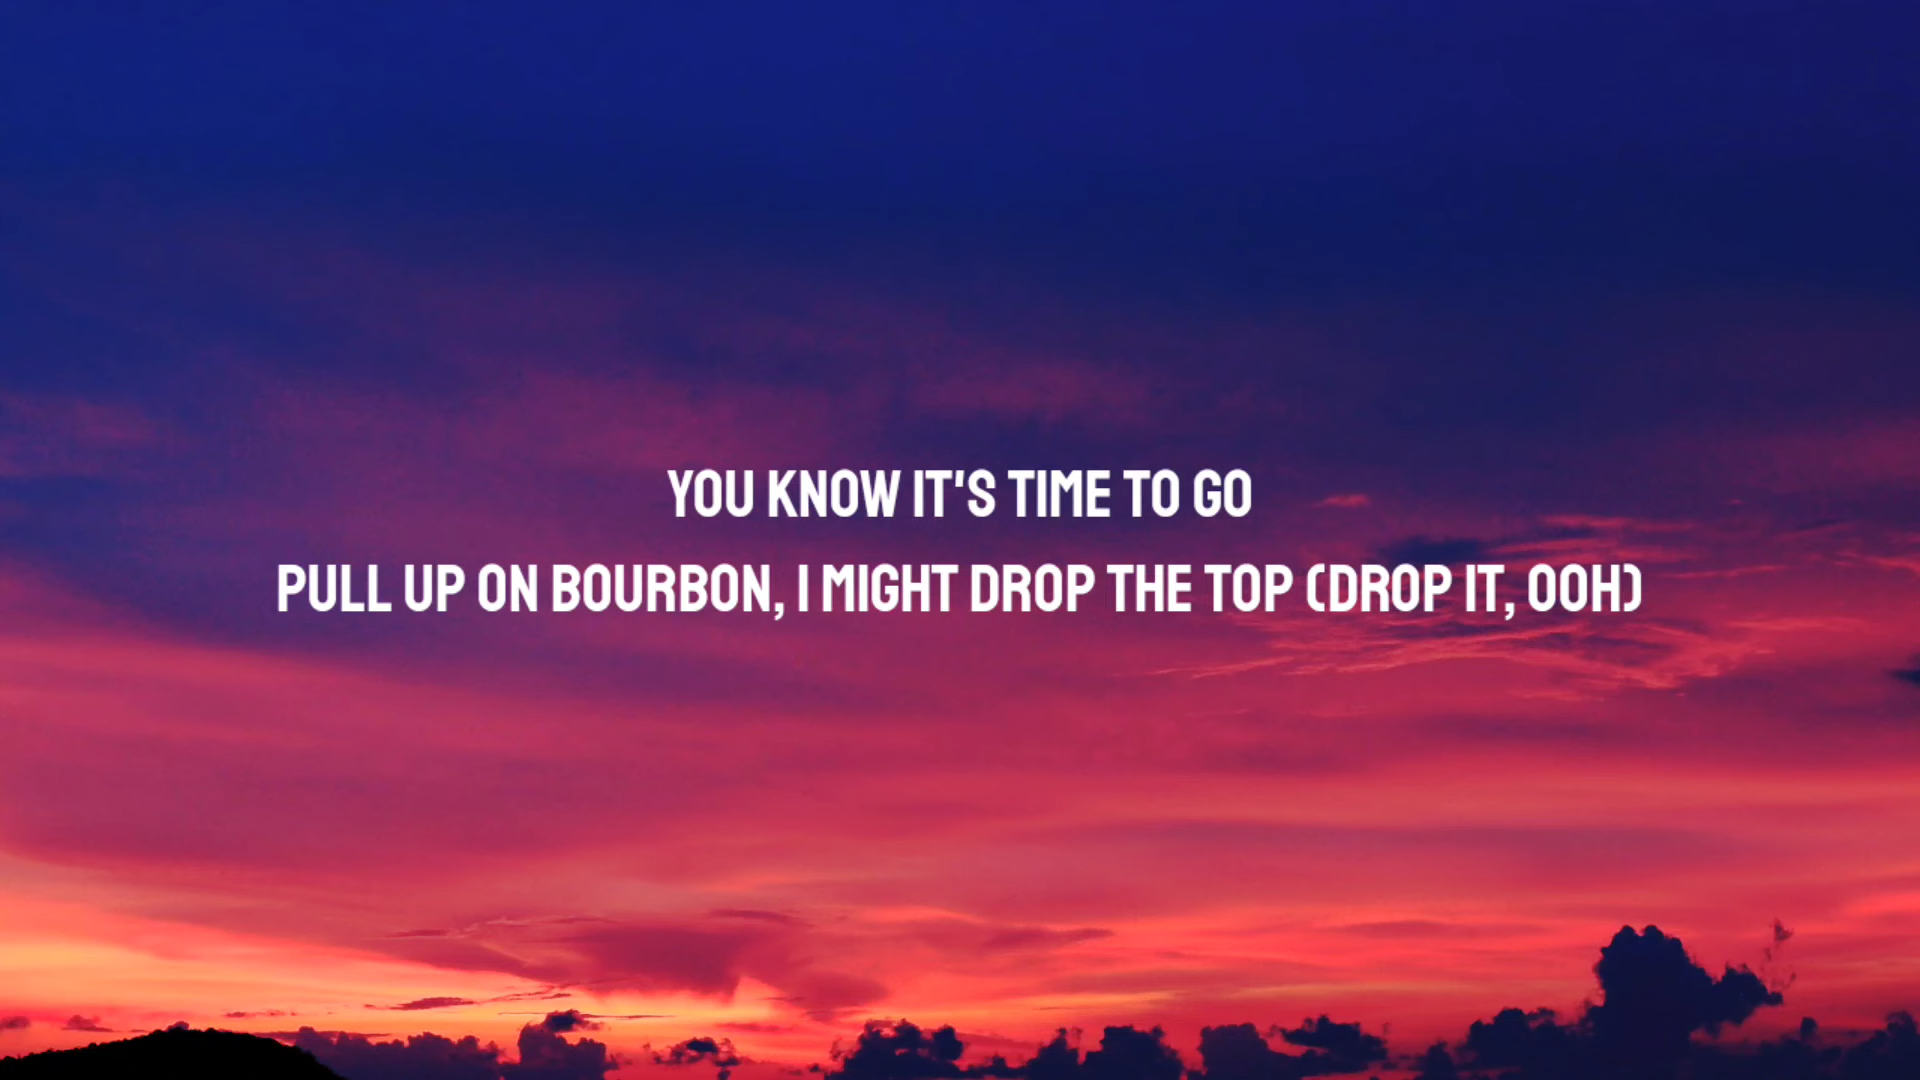 YOU KNOW IT'S TIME TO GO
PULL UP ON BOURBON, I MIGHT DROP THE TOP (DROP IT, OOH)